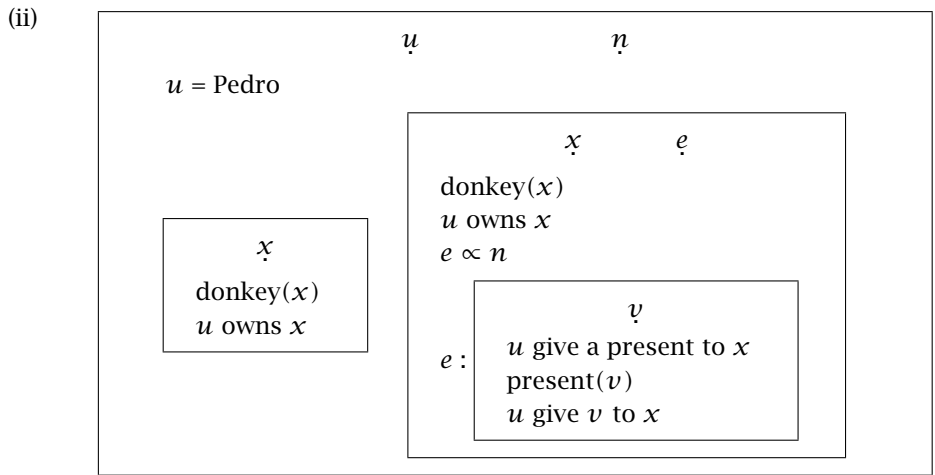 (ii)
ụ ṇ
u = Pedro
x̣ ẹ
donkey(x)
u owns x
e ∝ n
x̣
donkey(x)
u owns x
ṿ
u give a present to x
e :
present(v)
u give v to x